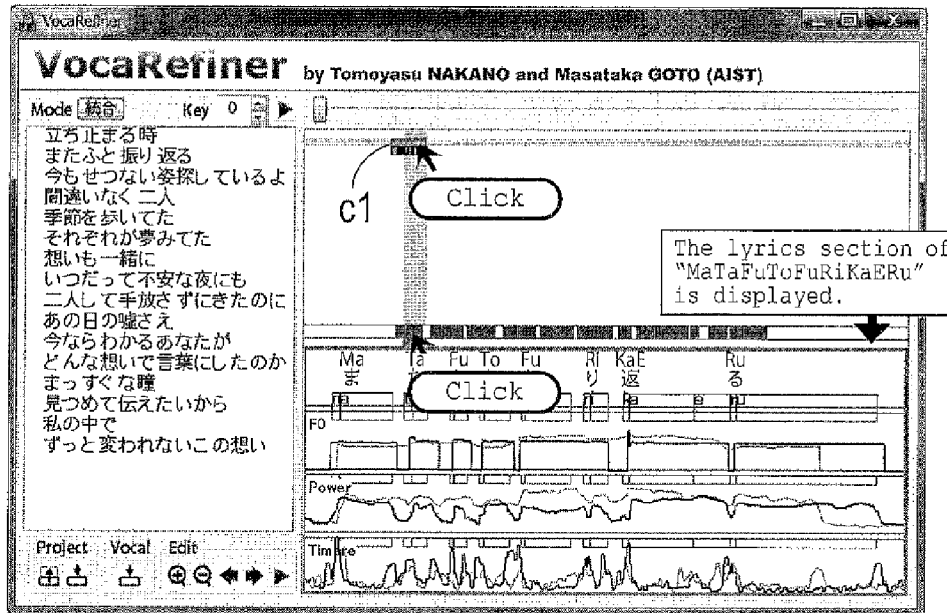 VocaRefiner
VocaRefiner by Tomoyasu NAKANO and Masataka GOTO (AIST)
Mode 統合 Key 0
立ち止まる時
またふと振り返る
今もせつない姿探しているよ
間違いなく二人
季節を歩いてた
それぞれが夢みてた
想いも一緒に
いつだって不安な夜にも
二人して手放さずにきたのに
あの日の嘘さえ
今ならわかるあなたが
どんな想いで言葉にしたのか
まっすぐな瞳
見つめて伝えたいから
私の中で
ずっと変われないこの想い
c1
Click
The lyrics section of
"MaTaFuToFuRiKaERu"
is displayed.
Ma Ta Fu To Fu Ri KaE Ru
ま り 返 る
Click
F0
Power
Timbre
Project Vocal Edit